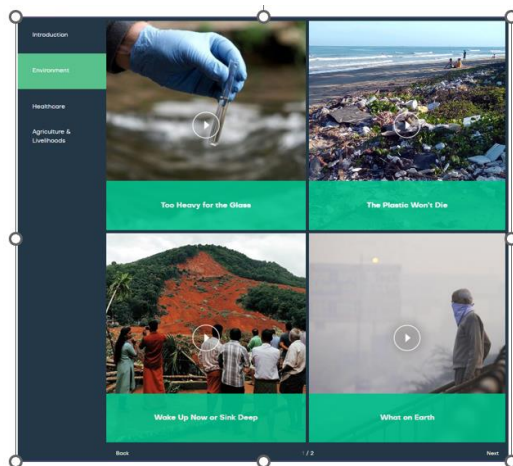 Introduction
Environment
Healthcare
Agriculture &
Livelihoods
Too Heavy for the Glass
The Plastic Won't Die
Wake Up Now or Sink Deep
What on Earth
Back
1 / 2
Next